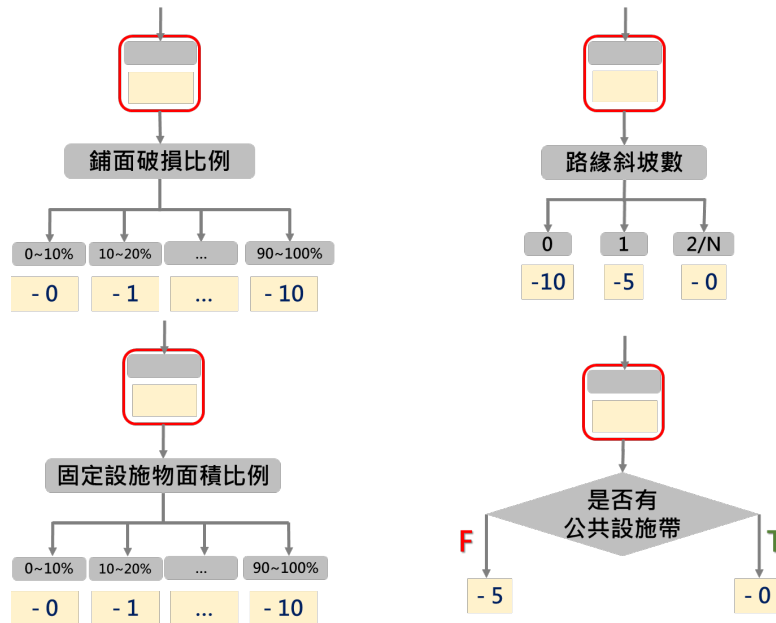 鋪面破損比例
0~10% 10~20% ... 90~100%
- 0 - 1 ... - 10
路緣斜坡數
0 1 2/N
-10 -5 - 0
固定設施物面積比例
0~10% 10~20% ... 90~100%
- 0 - 1 ... - 10
是否有
公共設施帶
F T
- 5 - 0